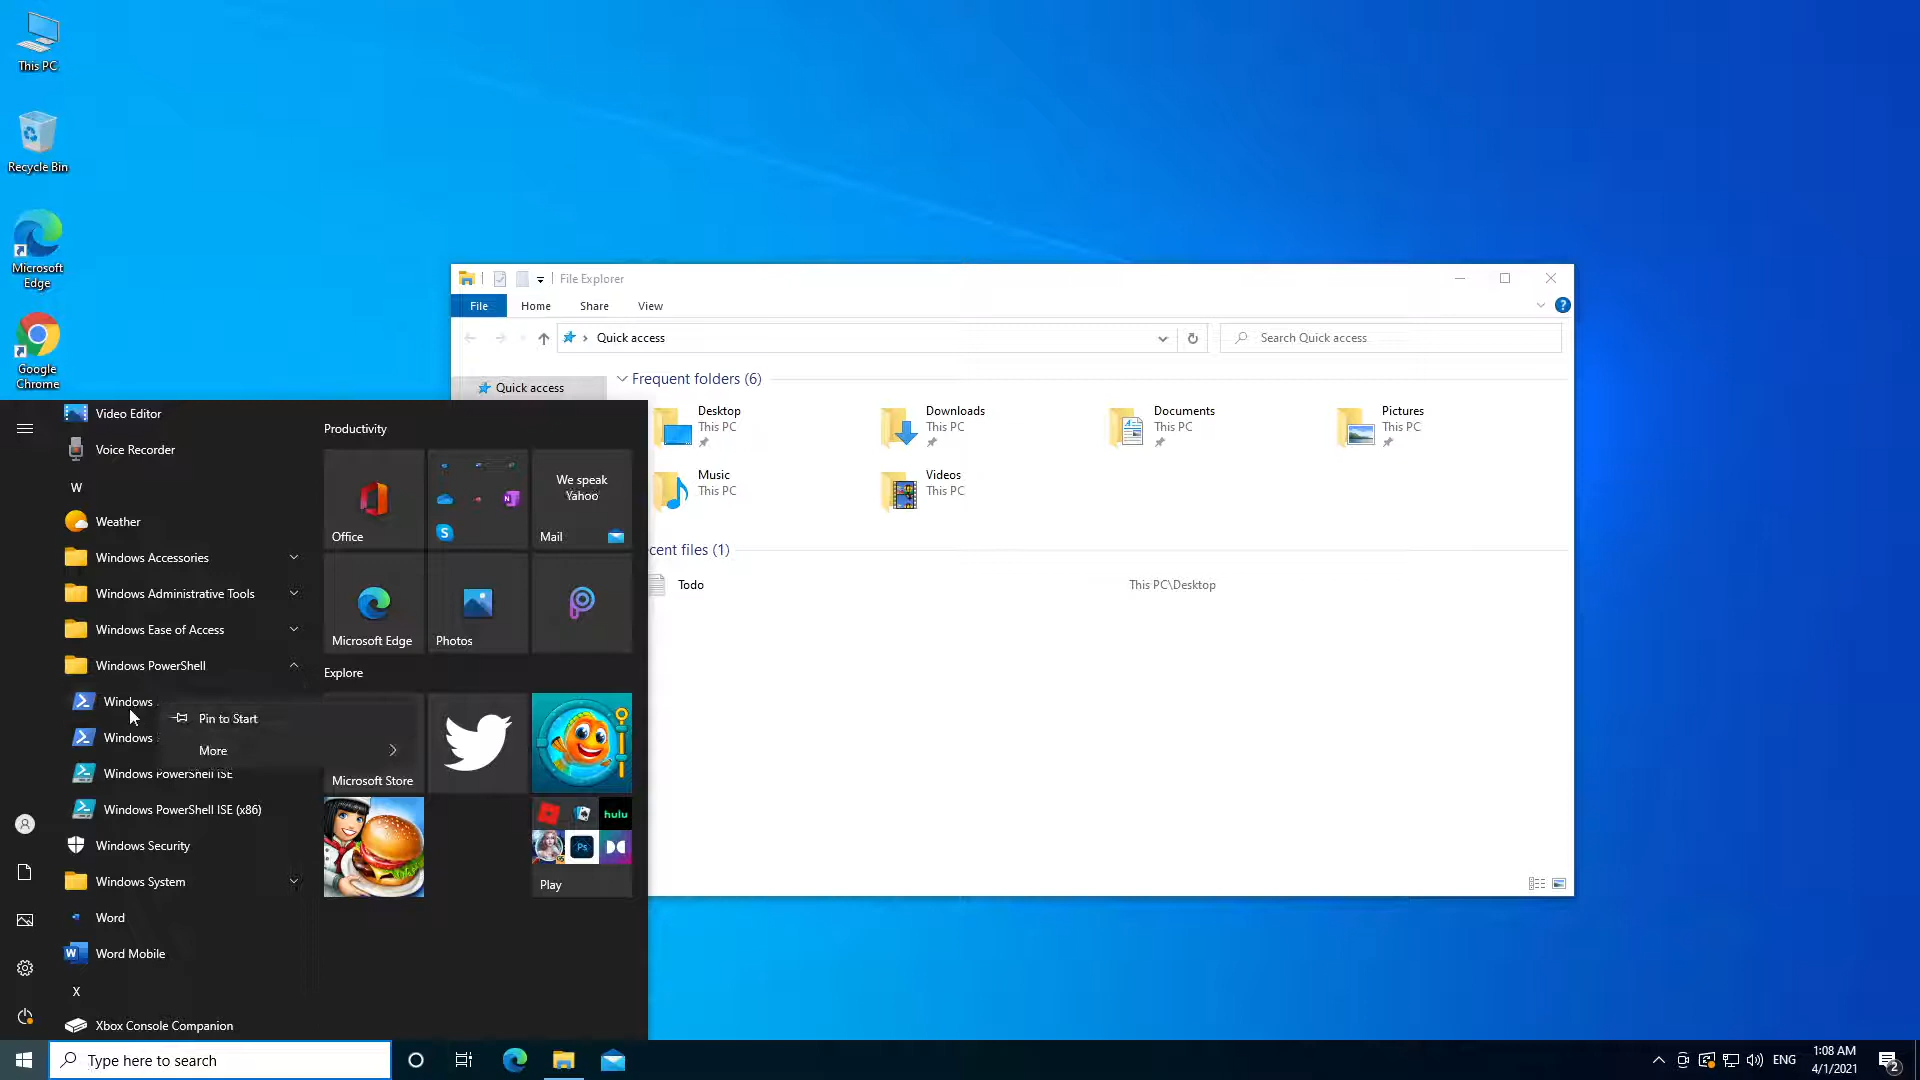 This PC
Recycle Bin
Microsoft
Edge
Google
Chrome
File Explorer
File
Home
Share
View
Quick access
Search Quick access
Quick access
Frequent folders (6)
Desktop
This PC
Downloads
This PC
Documents
This PC
Pictures
This PC
Music
This PC
Videos
This PC
cent files (1)
Todo
This PC\Desktop
Video Editor
Voice Recorder
W
Weather
Windows Accessories
Windows Administrative Tools
Windows Ease of Access
Windows PowerShell
Windows
Windows
Windows PowerShell ISE
Windows PowerShell ISE (x86)
Windows Security
Windows System
Word
Word Mobile
X
Xbox Console Companion
Pin to Start
More
Productivity
Office
We speak
Yahoo
Mail
Microsoft Edge
Photos
Explore
Microsoft Store
hulu
Ps
Play
Type here to search
ENG
1:08 AM
4/1/2021
2